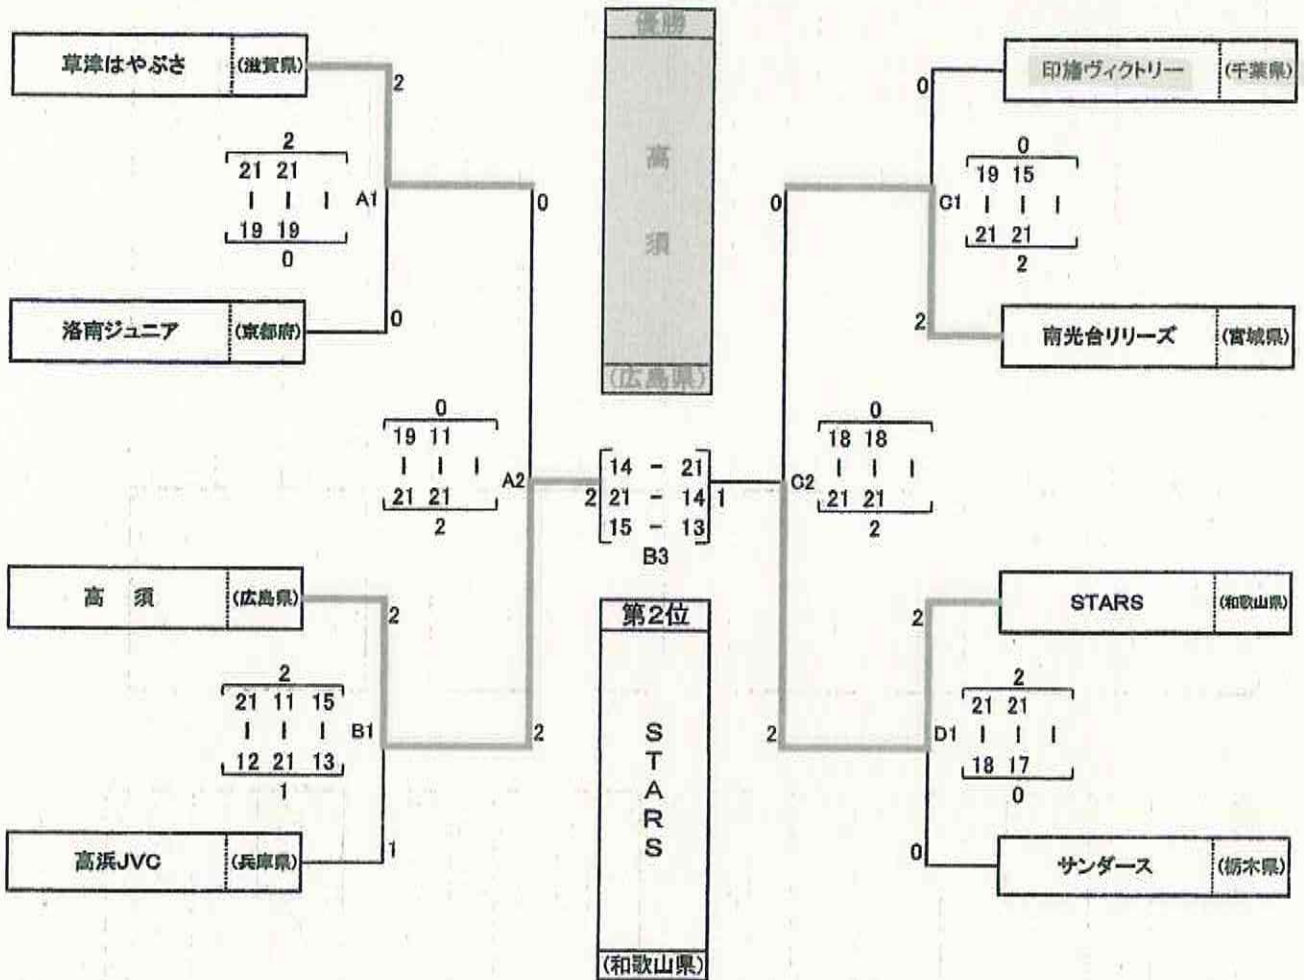 優勝
高
須
(広島県)
草津はやぶさ (滋賀県)
2
2
21 21
| | |
19 19
0
A1
0
洛南ジュニア (京都府)
0
19 11
| | |
21 21
2
A2
0
高 須 (広島県)
2
2
21 11 15
| | |
12 21 13
1
B1
2
高浜JVC (兵庫県)
1
2
14 - 21
21 - 14
15 - 13
1
B3
第2位
S
T
A
R
S
(和歌山県)
印旛ヴィクトリー (千葉県)
0
0
19 15
| | |
21 21
2
C1
0
2
南光台リリーズ (宮城県)
0
18 18
| | |
21 21
2
C2
STARS (和歌山県)
2
2
21 21
| | |
18 17
0
D1
2
0
サンダース (栃木県)